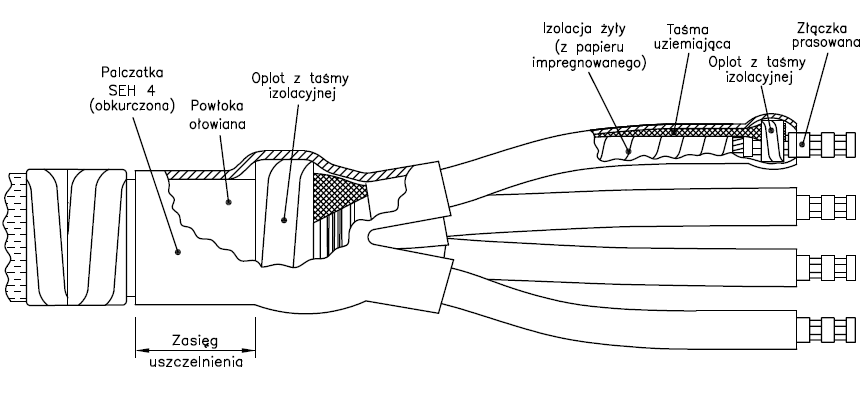 Palczatka
SEH 4
(obkurczona)
Powłoka
ołowiana
Oplot z taśmy
izolacyjnej
Izolacja żyły
(z papieru
impregnowanego)
Taśma
uziemiająca
Oplot z taśmy
izolacyjnej
Złączka
prasowana
Zasięg
uszczelnienia